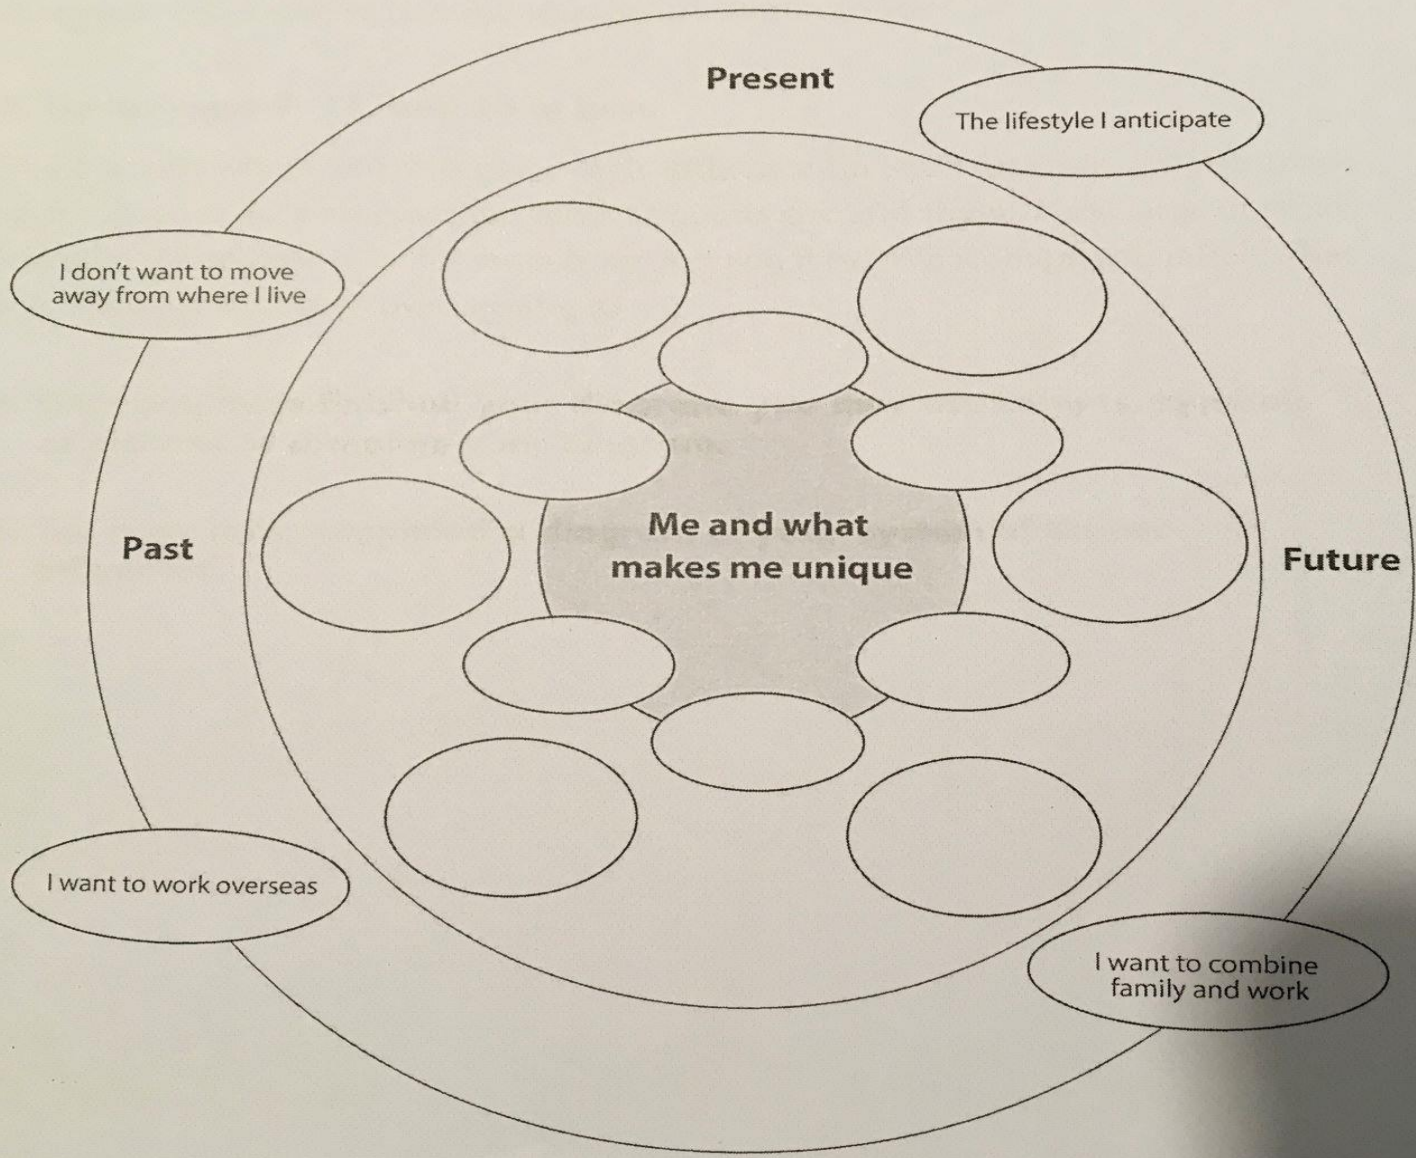 Present
The lifestyle I anticipate
I don't want to move
away from where I live
Me and what
makes me unique
Past
Future
I want to work overseas
I want to combine
family and work